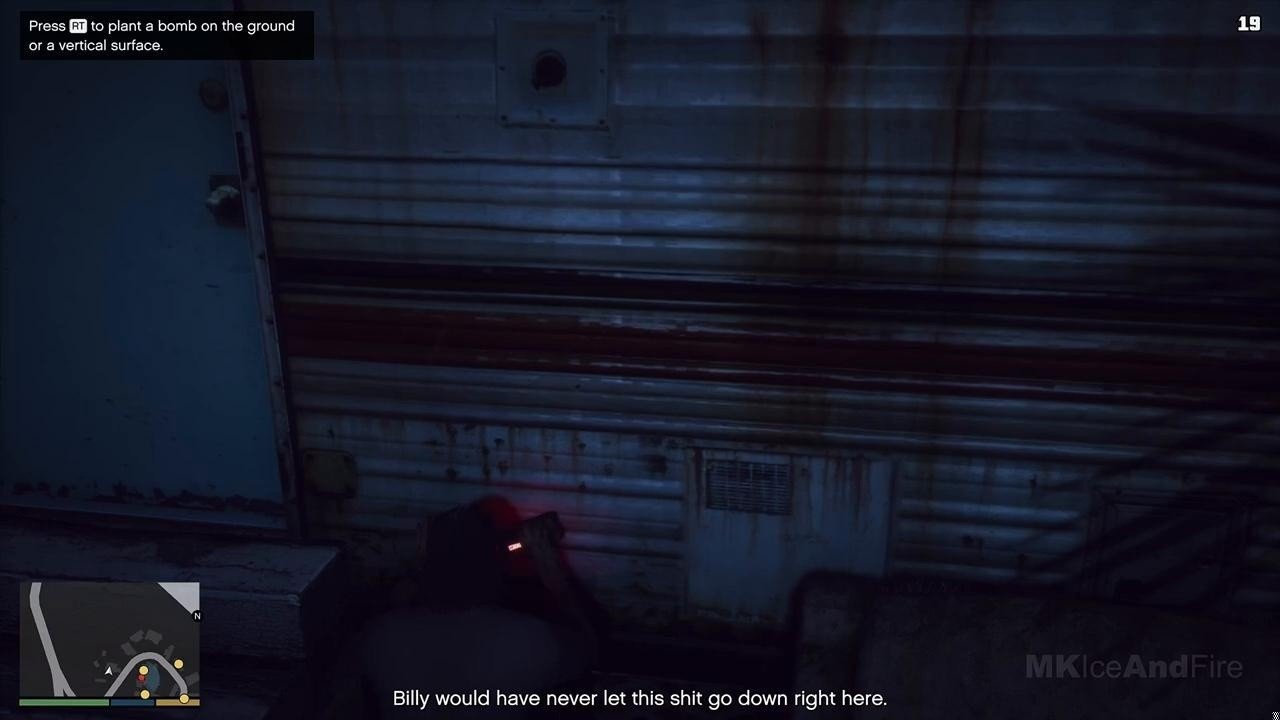 Press RT to plant a bomb on the ground
or a vertical surface.
19
N
MKIceAndFire
Billy would have never let this shit go down right here.